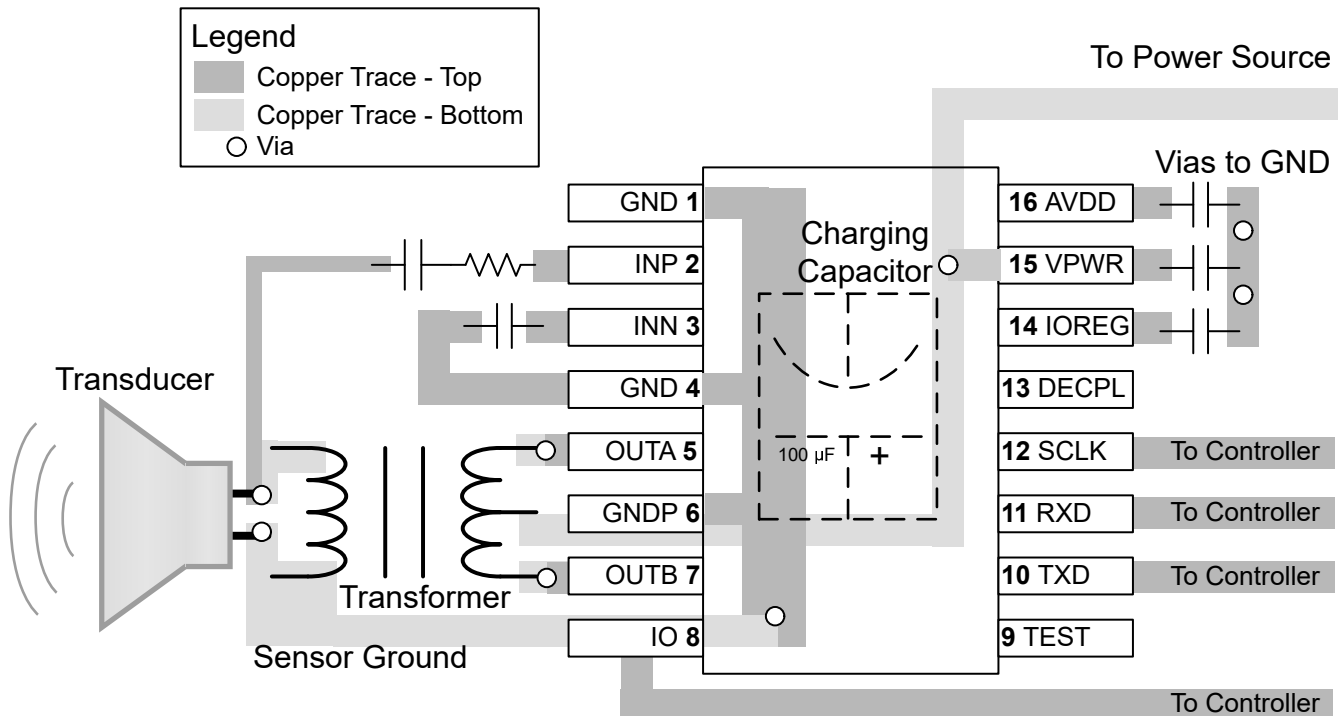 Legend
Copper Trace - Top
Copper Trace - Bottom
Via
To Power Source
Vias to GND
GND 1
INP 2
INN 3
GND 4
OUTA 5
GNDP 6
OUTB 7
IO 8
Charging
Capacitor
100 µF
+
16 AVDD
15 VPWR
14 IOREG
13 DECPL
12 SCLK
11 RXD
10 TXD
9 TEST
To Controller
To Controller
To Controller
To Controller
Transducer
Transformer
Sensor Ground